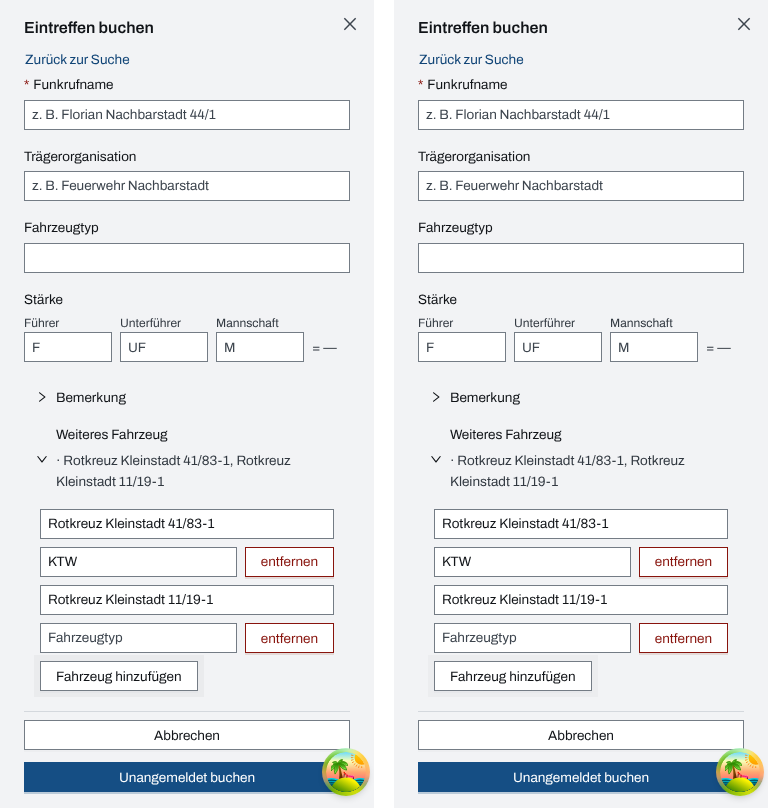 Eintreffen buchen
Zurück zur Suche
* Funkrufname
z. B. Florian Nachbarstadt 44/1
Trägerorganisation
z. B. Feuerwehr Nachbarstadt
Fahrzeugtyp
Stärke
Führer Unterführer Mannschaft
F UF M = —
Bemerkung
Weiteres Fahrzeug
· Rotkreuz Kleinstadt 41/83-1, Rotkreuz
Kleinstadt 11/19-1
Rotkreuz Kleinstadt 41/83-1
KTW entfernen
Rotkreuz Kleinstadt 11/19-1
Fahrzeugtyp entfernen
Fahrzeug hinzufügen
Abbrechen
Unangemeldet buchen
Eintreffen buchen
Zurück zur Suche
* Funkrufname
z. B. Florian Nachbarstadt 44/1
Trägerorganisation
z. B. Feuerwehr Nachbarstadt
Fahrzeugtyp
Stärke
Führer Unterführer Mannschaft
F UF M = —
Bemerkung
Weiteres Fahrzeug
· Rotkreuz Kleinstadt 41/83-1, Rotkreuz
Kleinstadt 11/19-1
Rotkreuz Kleinstadt 41/83-1
KTW entfernen
Rotkreuz Kleinstadt 11/19-1
Fahrzeugtyp entfernen
Fahrzeug hinzufügen
Abbrechen
Unangemeldet buchen